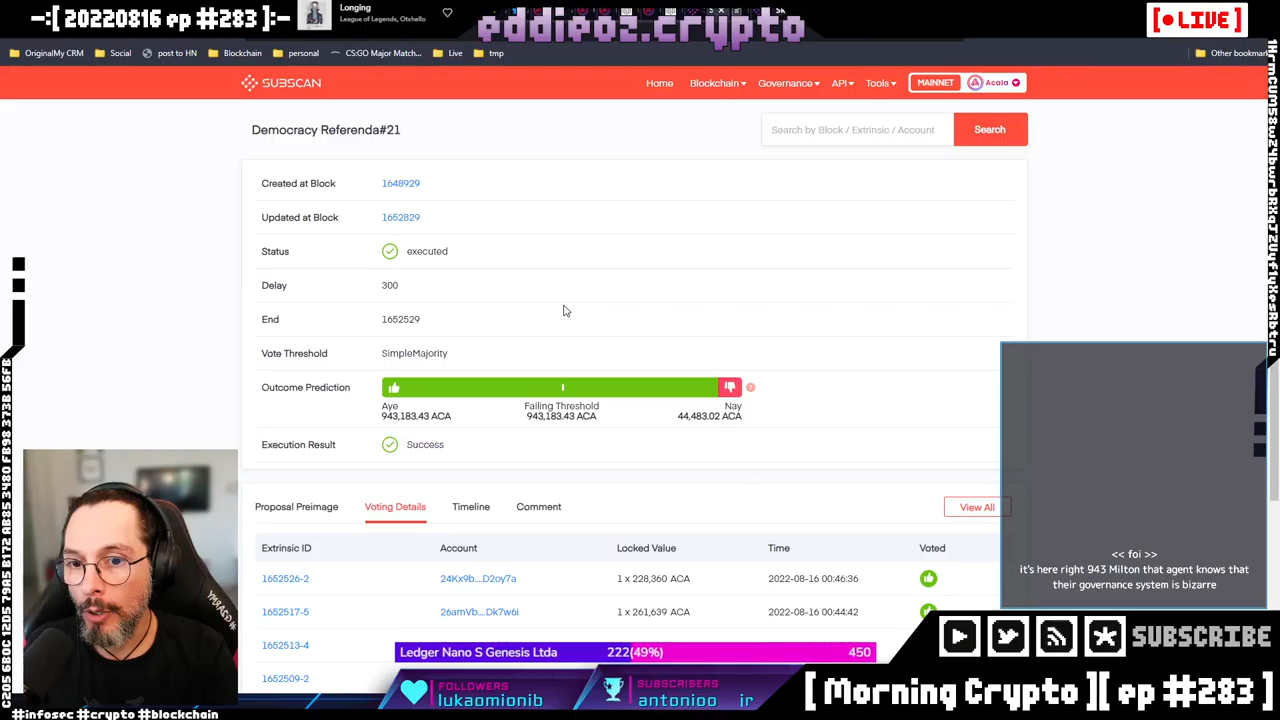 -:[ 20220816 ep #283]:-
Longing
League of Legends, Otxhello
eddieoz.crypto
[● LIVE]
OriginalMy CRM
Social
post to HN
Blockchain
personal
CS:GO Major Match...
Live
tmp
Other bookmar
SUBSCAN
Home
Blockchain
Governance
API
Tools
MAINNET
Acala
Democracy Referenda#21
Search by Block / Extrinsic / Account
Search
Created at Block 1648929
Updated at Block 1652829
Status executed
Delay 300
End 1652529
Vote Threshold SimpleMajority
Outcome Prediction
Aye Failing Threshold Nay
943,183.43 ACA 943,183.43 ACA 44,483.02 ACA
Execution Result Success
Proposal Preimage
Voting Details
Timeline
Comment
View All
Extrinsic ID Account Locked Value Time Voted
1652526-2 24Kx9b....D2oy7a 1 x 228,360 ACA 2022-08-16 00:46:36
1652517-5 26amVb....Dk7w6i 1 x 261,639 ACA 2022-08-16 00:44:42
1652513-4
1652509-2
<< foi >>
it's here right 943 Milton that agent knows that
their governance system is bizarre
Ledger Nano S Genesis Ltda 222(49%) 450
FOLLOWERS
lukaomionib
SUBSCRIBERS
antonioo jr
SUBSCRIBE
[ Morning Crypto ][ ep #283 ]
#infosec #crypto #blockchain